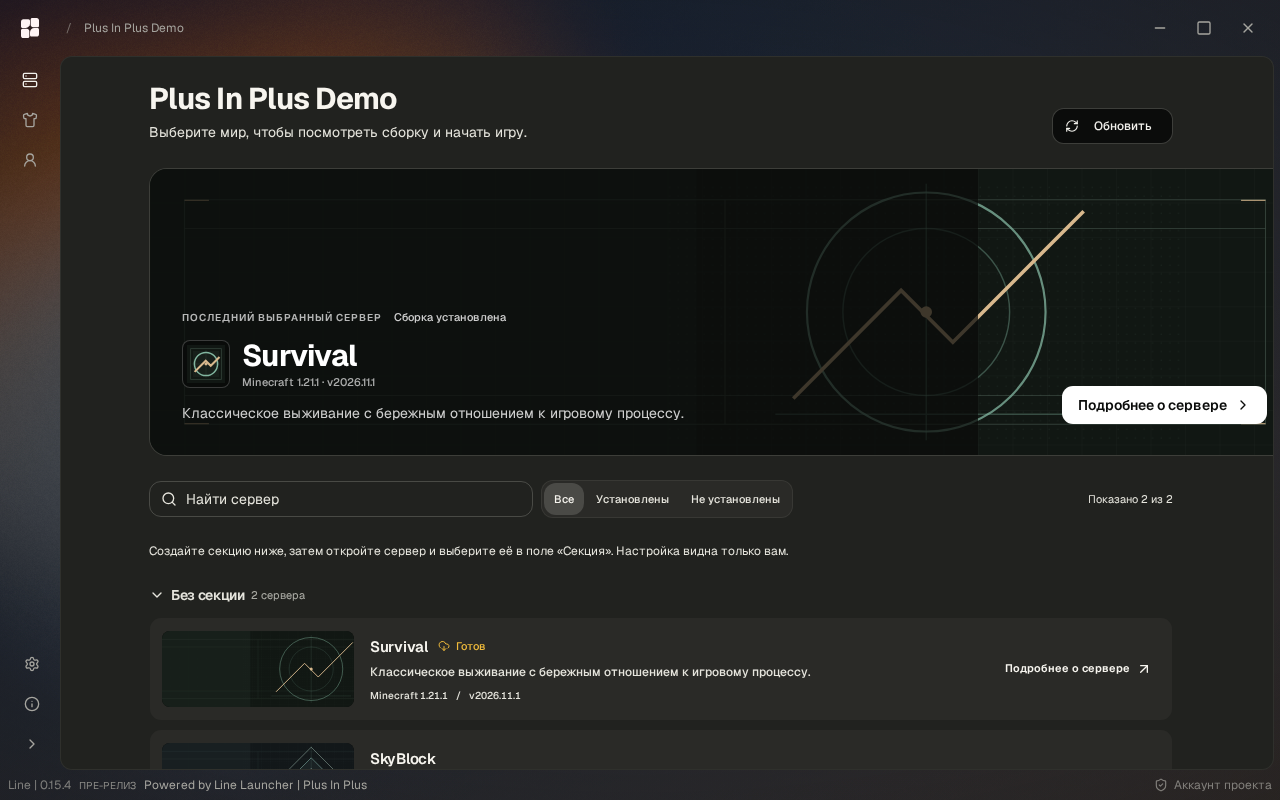 / Plus In Plus Demo
Plus In Plus Demo
Выберите мир, чтобы посмотреть сборку и начать игру.
Обновить
ПОСЛЕДНИЙ ВЫБРАННЫЙ СЕРВЕР Сборка установлена
Survival
Minecraft 1.21.1 · v2026.11.1
Классическое выживание с бережным отношением к игровому процессу.
Подробнее о сервере
Найти сервер
Все Установлены Не установлены
Показано 2 из 2
Создайте секцию ниже, затем откройте сервер и выберите её в поле «Секция». Настройка видна только вам.
Без секции 2 сервера
Survival Готов
Классическое выживание с бережным отношением к игровому процессу.
Minecraft 1.21.1 / v2026.11.1
Подробнее о сервере
SkyBlock
Line | 0.15.4 ПРЕ-РЕЛИЗ Powered by Line Launcher | Plus In Plus
Аккаунт проекта